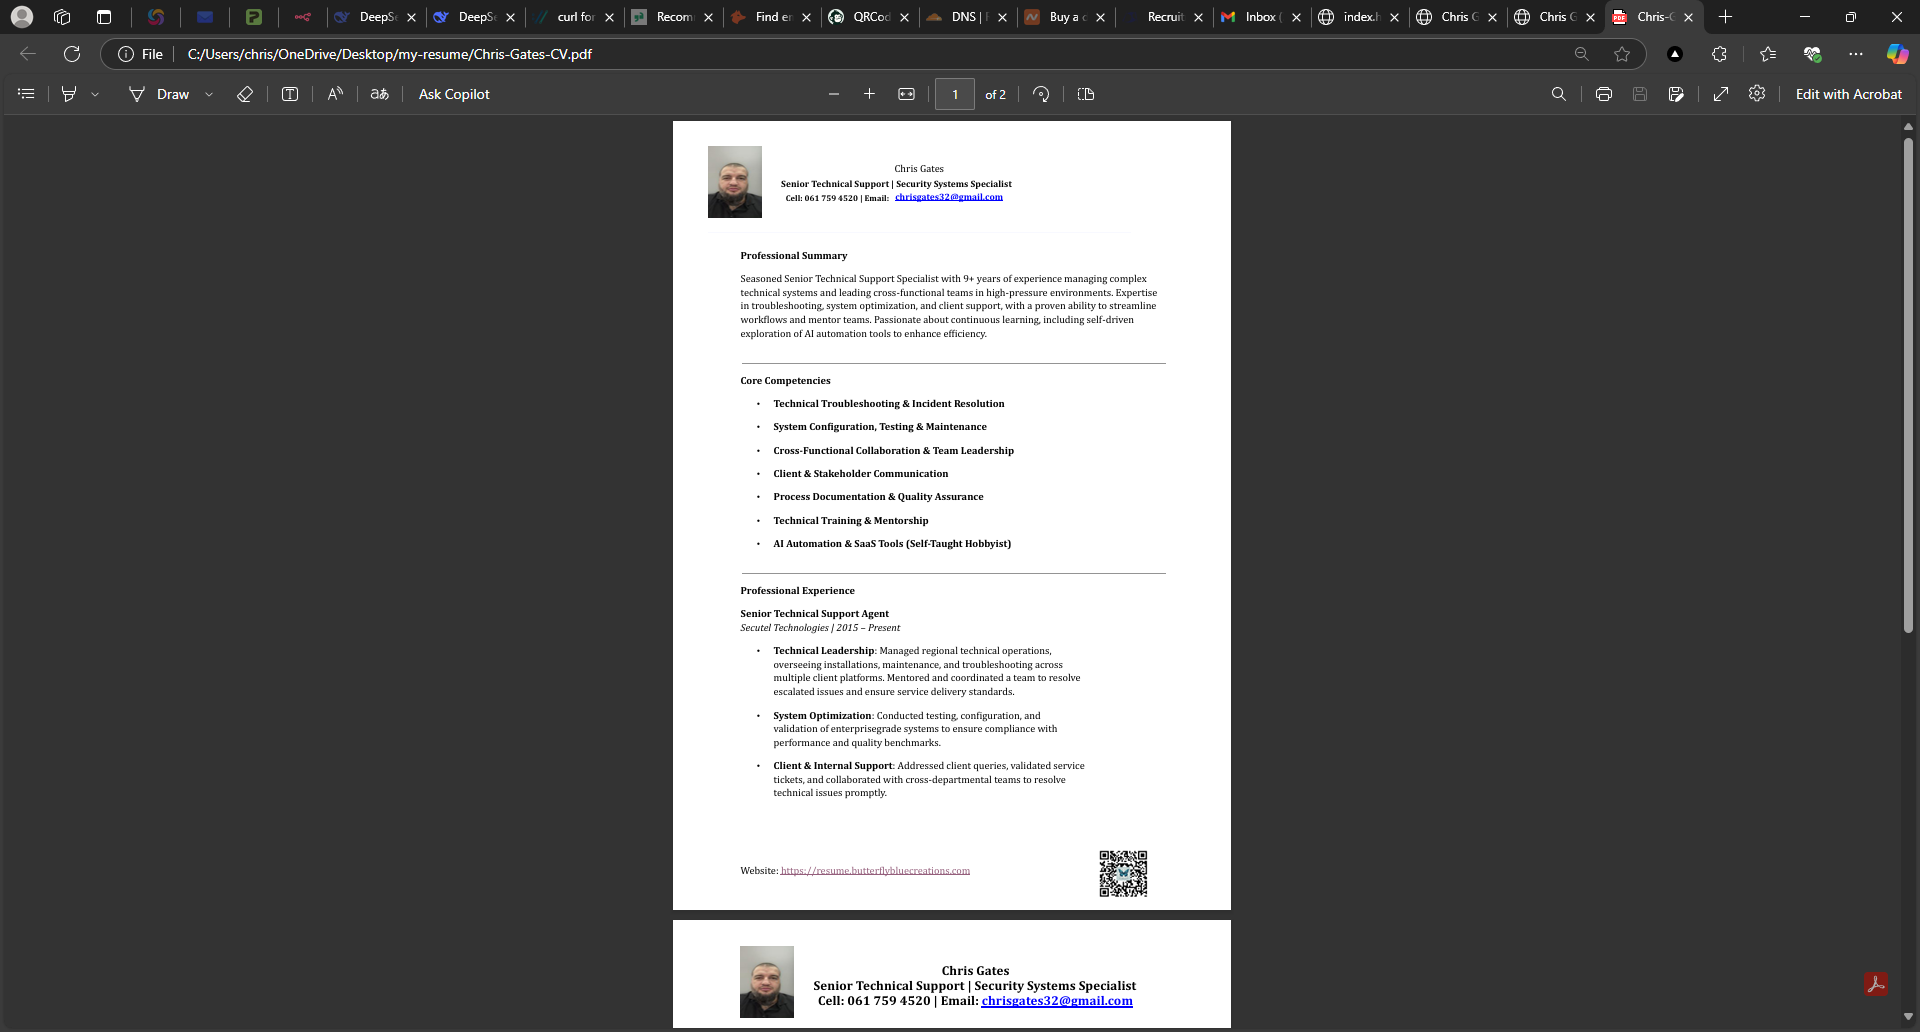 DeepSe
DeepSe
curl for
Recom
Find en
QRCod
DNS |
Buy a d
Recruit
Inbox (
index.h
Chris G
Chris G
Chris-G
File
C:/Users/chris/OneDrive/Desktop/my-resume/Chris-Gates-CV.pdf
Draw
aあ
Ask Copilot
1
of 2
Edit with Acrobat
Chris Gates
Senior Technical Support | Security Systems Specialist
Cell: 061 759 4520 | Email: chrisgates32@gmail.com
Professional Summary
Seasoned Senior Technical Support Specialist with 9+ years of experience managing complex
technical systems and leading cross-functional teams in high-pressure environments. Expertise
in troubleshooting, system optimization, and client support, with a proven ability to streamline
workflows and mentor teams. Passionate about continuous learning, including self-driven
exploration of AI automation tools to enhance efficiency.
Core Competencies
• Technical Troubleshooting & Incident Resolution
• System Configuration, Testing & Maintenance
• Cross-Functional Collaboration & Team Leadership
• Client & Stakeholder Communication
• Process Documentation & Quality Assurance
• Technical Training & Mentorship
• AI Automation & SaaS Tools (Self-Taught Hobbyist)
Professional Experience
Senior Technical Support Agent
Secutel Technologies | 2015 – Present
• Technical Leadership: Managed regional technical operations,
overseeing installations, maintenance, and troubleshooting across
multiple client platforms. Mentored and coordinated a team to resolve
escalated issues and ensure service delivery standards.
• System Optimization: Conducted testing, configuration, and
validation of enterprisegrade systems to ensure compliance with
performance and quality benchmarks.
• Client & Internal Support: Addressed client queries, validated service
tickets, and collaborated with cross-departmental teams to resolve
technical issues promptly.
Website: https://resume.butterflybluecreations.com
Chris Gates
Senior Technical Support | Security Systems Specialist
Cell: 061 759 4520 | Email: chrisgates32@gmail.com